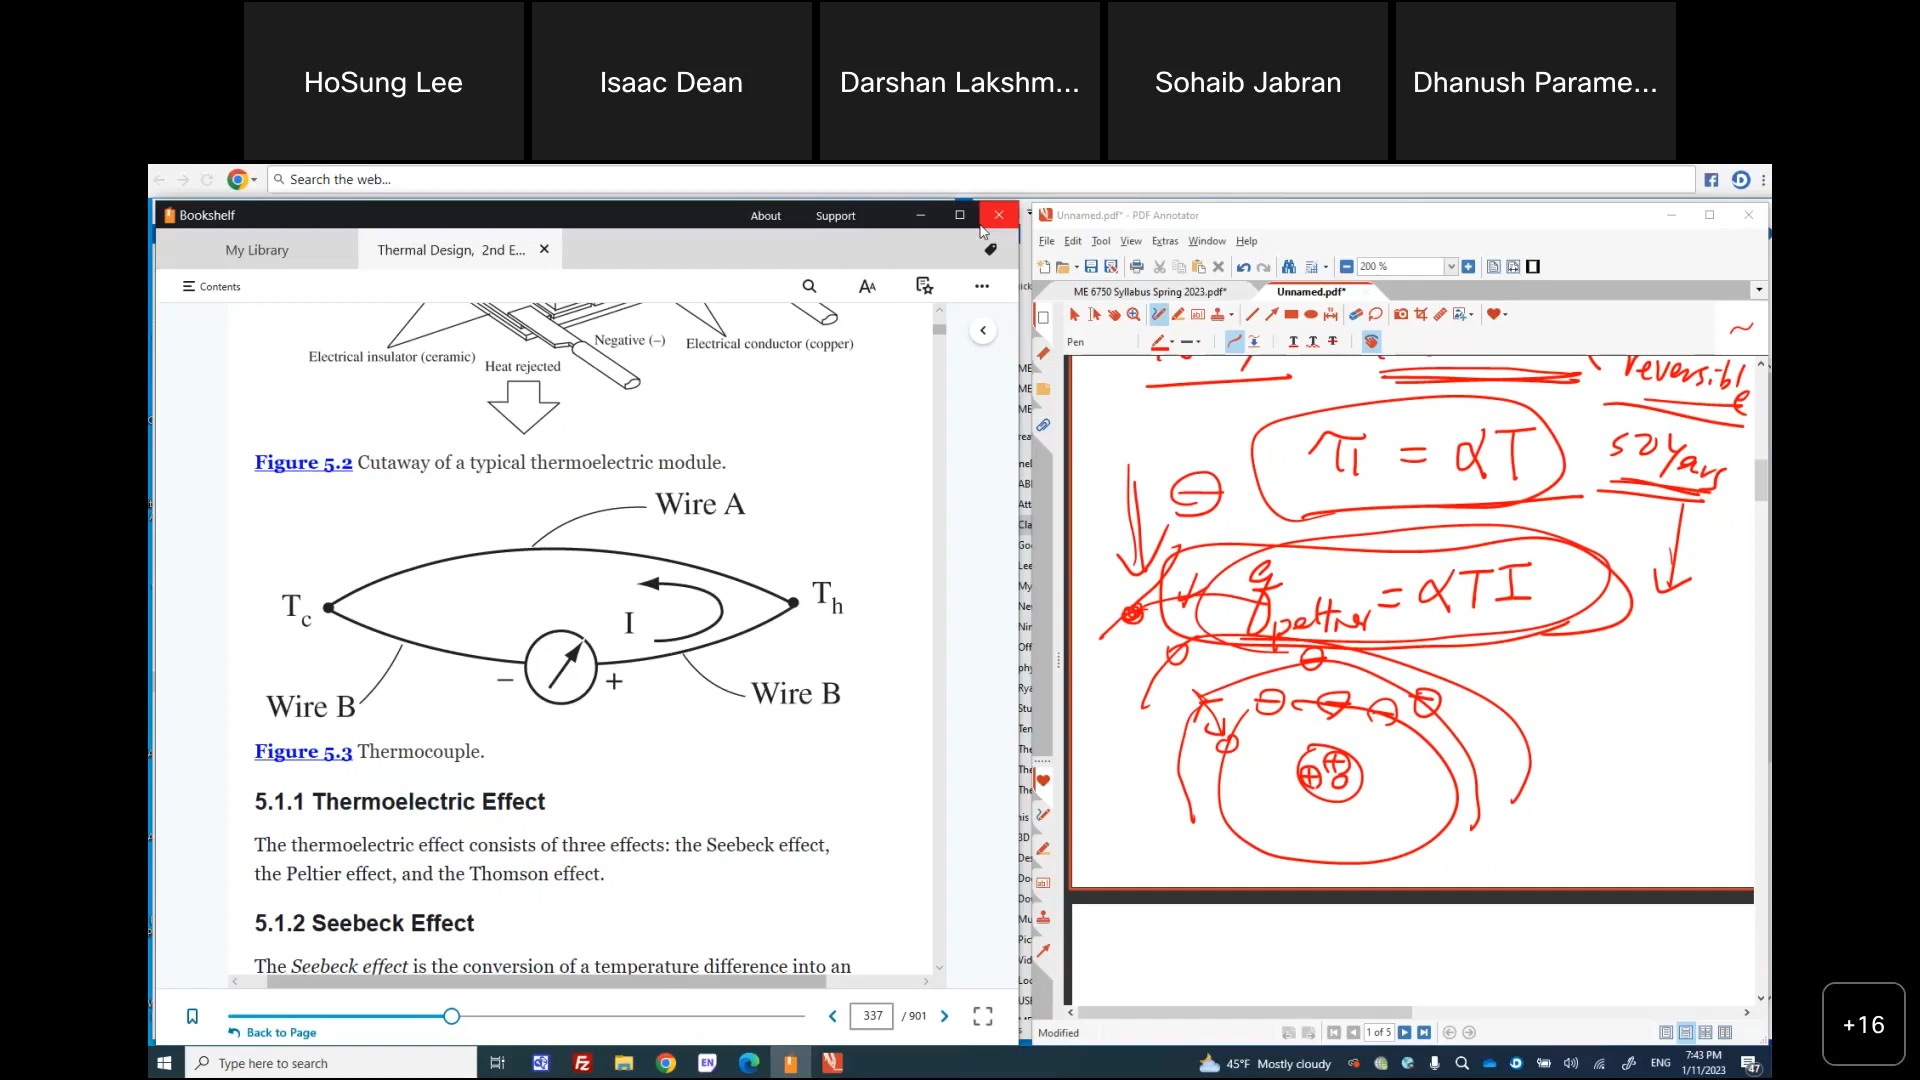 HoSung Lee
Isaac Dean
Darshan Lakshm...
Sohaib Jabran
Dhanush Parame...
Search the web...
Bookshelf
About
Support
My Library
Thermal Design, 2nd E...
Contents
Electrical insulator (ceramic)
Heat rejected
Negative (–)
Electrical conductor (copper)
Figure 5.2 Cutaway of a typical thermoelectric module.
Wire A
Tc
Th
I
– +
Wire B
Wire B
Figure 5.3 Thermocouple.
5.1.1 Thermoelectric Effect
The thermoelectric effect consists of three effects: the Seebeck effect,
the Peltier effect, and the Thomson effect.
5.1.2 Seebeck Effect
The Seebeck effect is the conversion of a temperature difference into an
337 / 901
Back to Page
Unnamed.pdf* - PDF Annotator
File Edit Tool View Extras Window Help
200 %
ME 6750 Syllabus Spring 2023.pdf*
Unnamed.pdf*
Pen
reversible
π = αT
50 Years
= αTI
Modified
1 of 5
Type here to search
45°F Mostly cloudy
ENG
7:43 PM
1/11/2023
47
+16